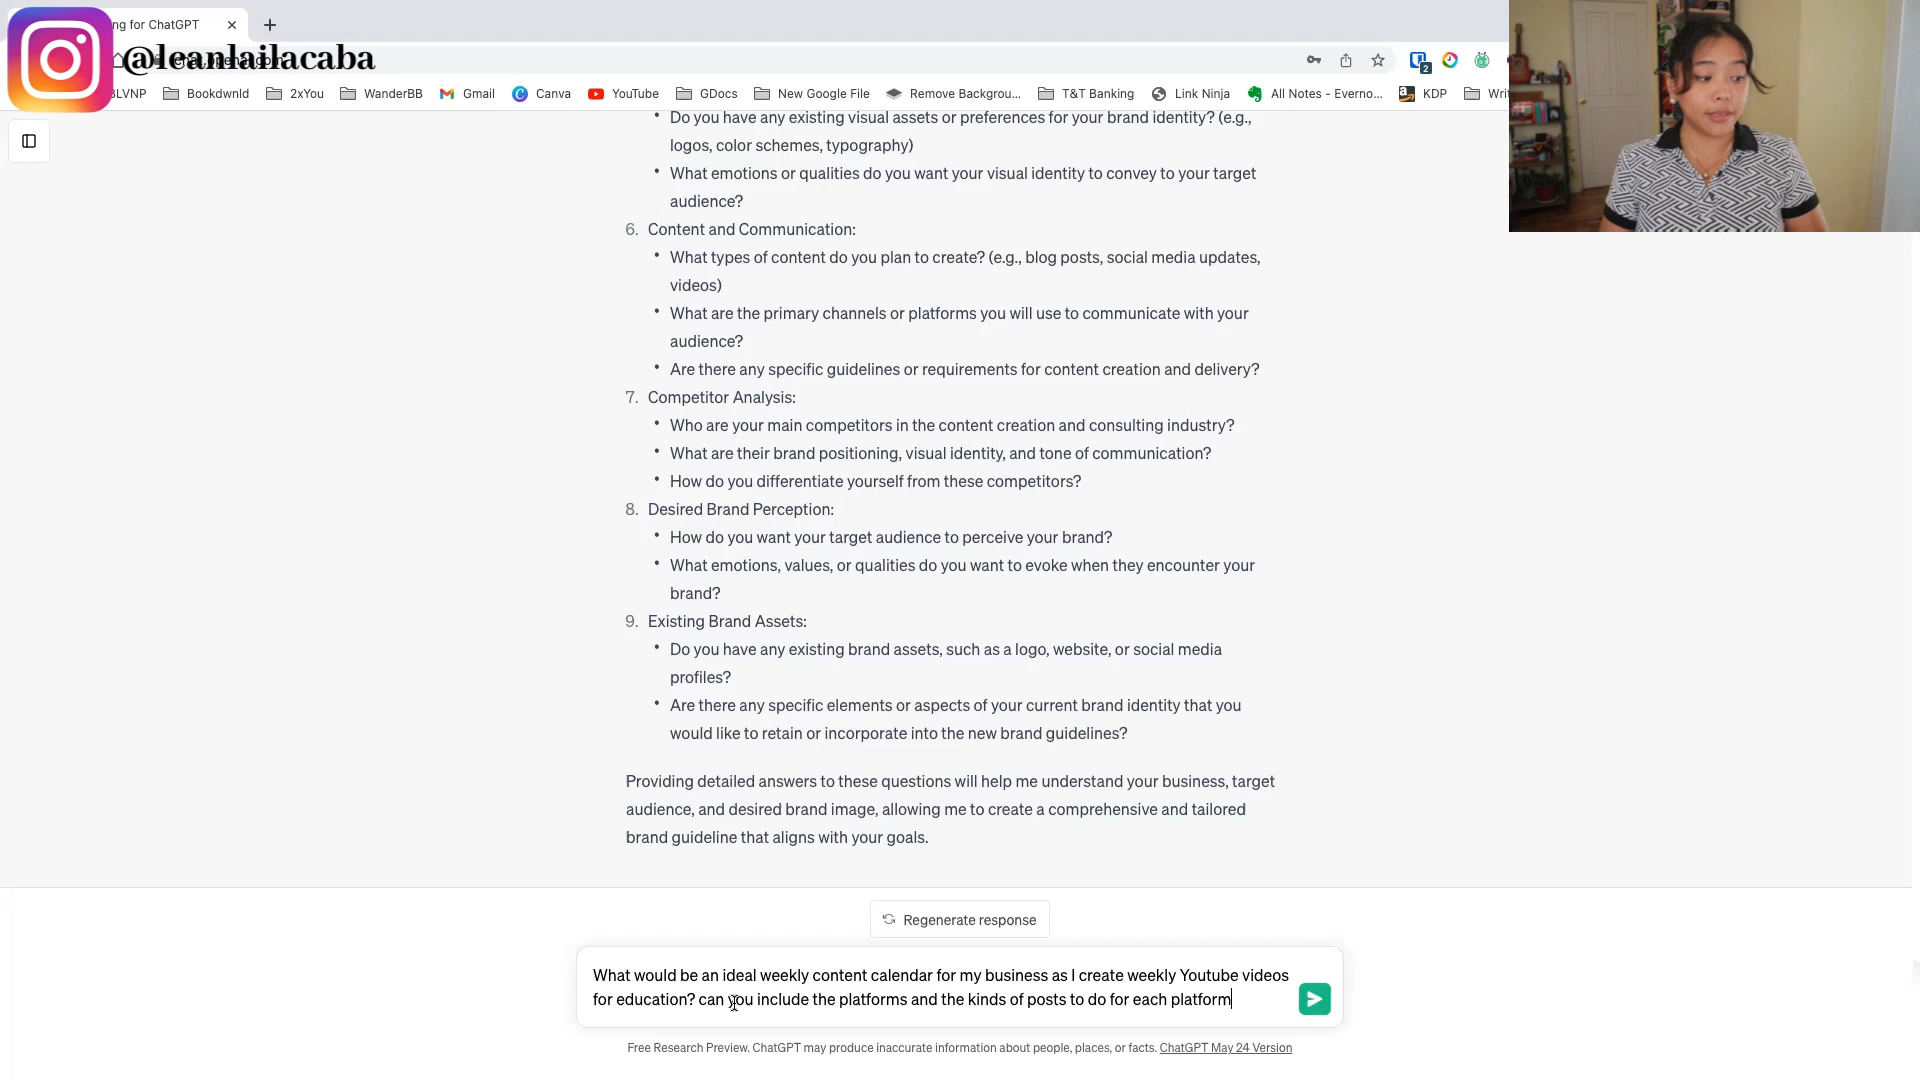 ng for ChatGPT
@leanlailacaba
BLVNP
Bookdwnld
2xYou
WanderBB
Gmail
Canva
YouTube
GDocs
New Google File
Remove Backgrou...
T&T Banking
Link Ninja
All Notes - Everno...
KDP
Writ
2
• Do you have any existing visual assets or preferences for your brand identity? (e.g.,
logos, color schemes, typography)
• What emotions or qualities do you want your visual identity to convey to your target
audience?
6. Content and Communication:
• What types of content do you plan to create? (e.g., blog posts, social media updates,
videos)
• What are the primary channels or platforms you will use to communicate with your
audience?
• Are there any specific guidelines or requirements for content creation and delivery?
7. Competitor Analysis:
• Who are your main competitors in the content creation and consulting industry?
• What are their brand positioning, visual identity, and tone of communication?
• How do you differentiate yourself from these competitors?
8. Desired Brand Perception:
• How do you want your target audience to perceive your brand?
• What emotions, values, or qualities do you want to evoke when they encounter your
brand?
9. Existing Brand Assets:
• Do you have any existing brand assets, such as a logo, website, or social media
profiles?
• Are there any specific elements or aspects of your current brand identity that you
would like to retain or incorporate into the new brand guidelines?
Providing detailed answers to these questions will help me understand your business, target
audience, and desired brand image, allowing me to create a comprehensive and tailored
brand guideline that aligns with your goals.
Regenerate response
What would be an ideal weekly content calendar for my business as I create weekly Youtube videos
for education? can you include the platforms and the kinds of posts to do for each platform
Free Research Preview. ChatGPT may produce inaccurate information about people, places, or facts. ChatGPT May 24 Version